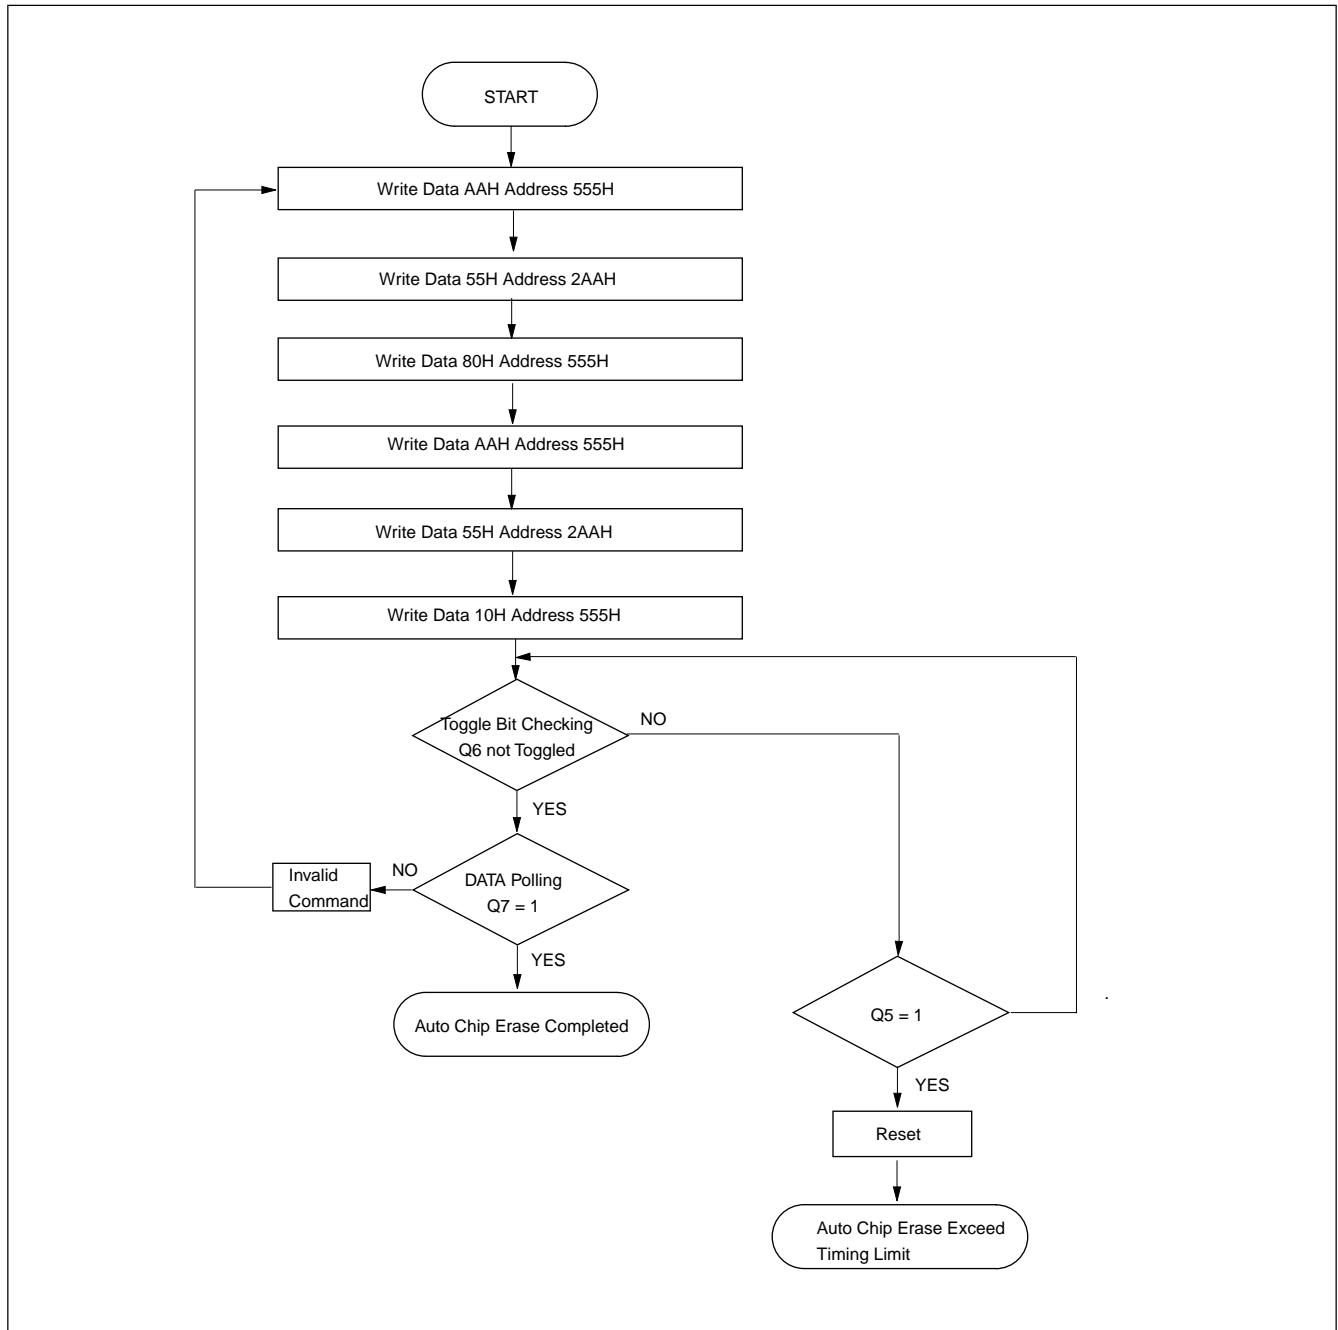 START
Write Data AAH Address 555H
Write Data 55H Address 2AAH
Write Data 80H Address 555H
Write Data AAH Address 555H
Write Data 55H Address 2AAH
Write Data 10H Address 555H
Toggle Bit Checking
Q6 not Toggled
NO
YES
Invalid
Command
NO
DATA Polling
Q7 = 1
YES
Auto Chip Erase Completed
Q5 = 1
YES
Reset
Auto Chip Erase Exceed
Timing Limit